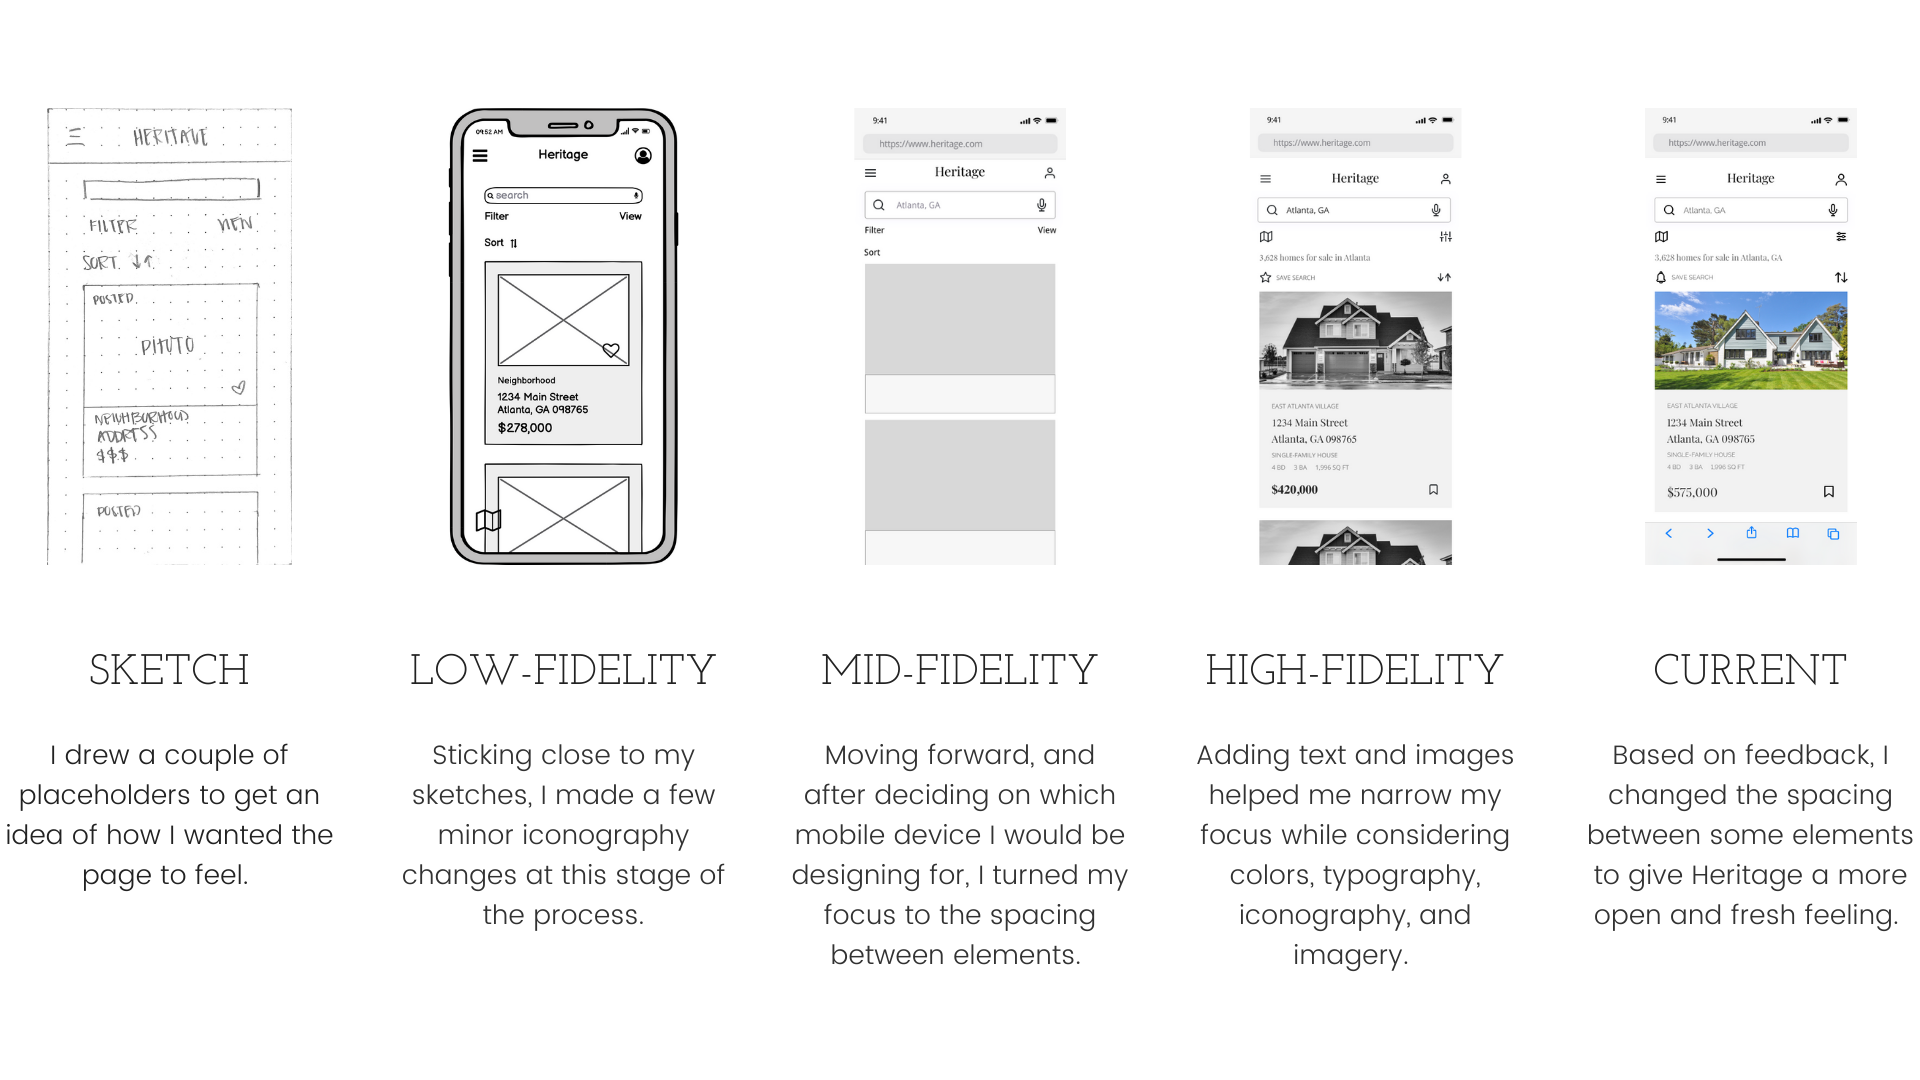 HERITAGE
FILTER VIEW
SORT
POSTED
PHOTO
NEIGHBORHOOD
ADDRESS
$$$
POSTED
09:52 AM
Heritage
search
Filter View
Sort
Neighborhood
1234 Main Street
Atlanta, GA 098765
$278,000
9:41
https://www.heritage.com
Heritage
Atlanta, GA
Filter View
Sort
9:41
https://www.heritage.com
Heritage
Atlanta, GA
3,628 homes for sale in Atlanta
SAVE SEARCH
EAST ATLANTA VILLAGE
1234 Main Street
Atlanta, GA 098765
SINGLE-FAMILY HOUSE
4 BD 3 BA 1,996 SQ FT
$420,000
9:41
https://www.heritage.com
Heritage
Atlanta, GA
3,628 homes for sale in Atlanta, GA
SAVE SEARCH
EAST ATLANTA VILLAGE
1234 Main Street
Atlanta, GA 098765
SINGLE-FAMILY HOUSE
4 BD 3 BA 1,996 SQ FT
$575,000
SKETCH
I drew a couple of
placeholders to get an
idea of how I wanted the
page to feel.
LOW-FIDELITY
Sticking close to my
sketches, I made a few
minor iconography
changes at this stage of
the process.
MID-FIDELITY
Moving forward, and
after deciding on which
mobile device I would be
designing for, I turned my
focus to the spacing
between elements.
HIGH-FIDELITY
Adding text and images
helped me narrow my
focus while considering
colors, typography,
iconography, and
imagery.
CURRENT
Based on feedback, I
changed the spacing
between some elements
to give Heritage a more
open and fresh feeling.